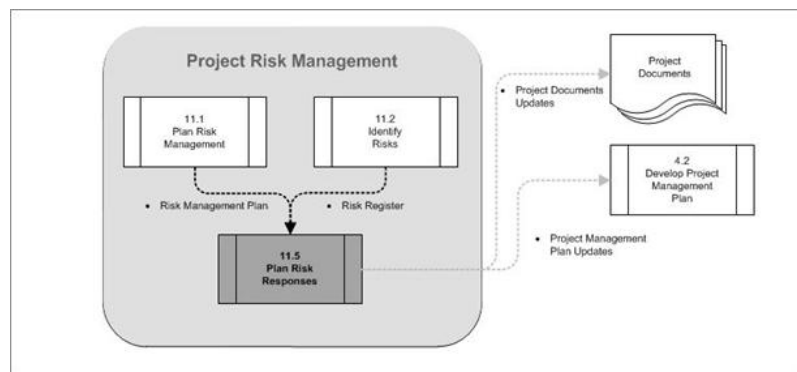 Project Risk Management
11.1
Plan Risk
Management
11.2
Identify
Risks
• Risk Management Plan
• Risk Register
11.5
Plan Risk
Responses
Project
Documents
• Project Documents
Updates
4.2
Develop Project
Management
Plan
• Project Management
Plan Updates